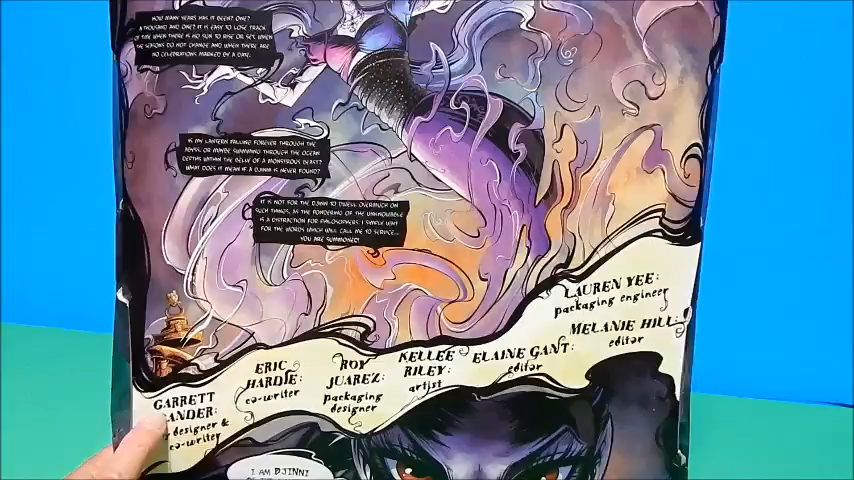 HOW MANY YEARS HAS IT BEEN? ONE?
A THOUSAND AND ONE? IT IS EASY TO LOSE TRACK
OF TIME WHEN THERE IS NO SUN TO RISE OR SET, WHEN
THE SEASONS DO NOT CHANGE AND WHEN THERE ARE
NO CELEBRATIONS MARKED BY A DATE.
IS MY LANTERN FALLING FOREVER THROUGH THE
ABYSS, OR MAYBE SWIMMING THROUGH THE OCEAN
DEPTHS WITHIN THE BELLY OF A MONSTROUS BEAST?
WHAT DOES IT MEAN IF A DJINNI IS NEVER FOUND?
IT IS NOT FOR THE DJINN TO DWELL OVERMUCH ON
SUCH THINGS, AS THE PONDERING OF THE UNKNOWABLE
IS A DISTRACTION FOR PHILOSOPHERS. I SIMPLY WAIT
FOR THE WORDS WHICH WILL CALL ME TO SERVICE...
YOU ARE SUMMONED!
GARRETT
ANDER:
designer &
co-writer
ERIC
HARDIE:
co-writer
ROY
JUAREZ:
packaging
designer
KELLEE
RILEY:
artist
ELAINE GANT:
editor
LAUREN YEE:
packaging engineer
MELANIE HILL:
editor
I AM DJINNI